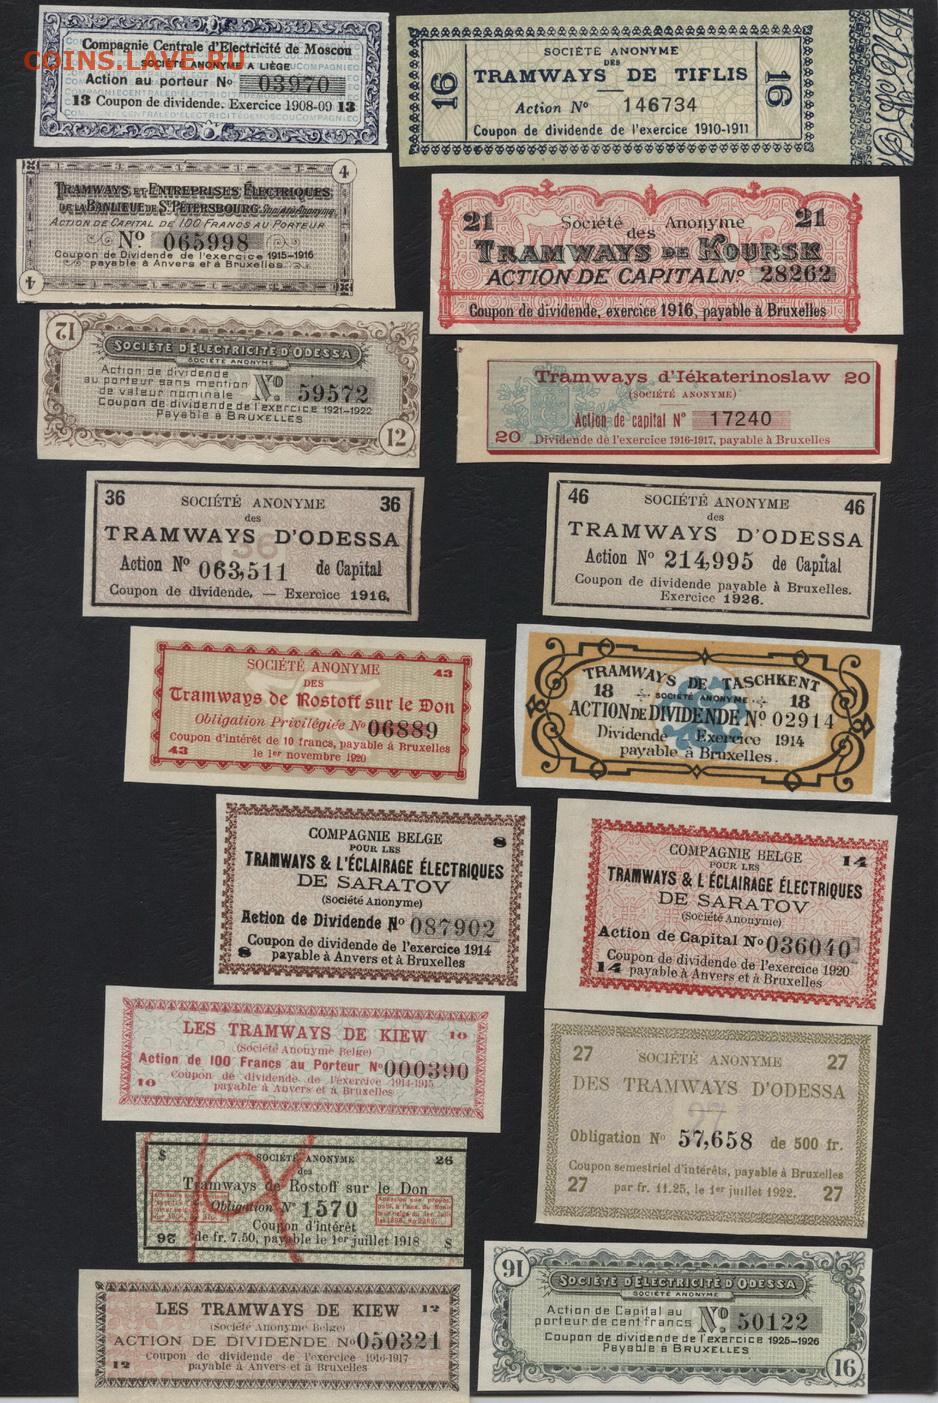 COINS.LAVE.RU
Compagnie Centrale d'Electricité de Moscou
SOCIÉTÉ ANONYME A LIÈGE
Action au porteur No 03970
13 Coupon de dividende. Exercice 1908-09 13
SOCIÉTÉ ANONYME
DES
TRAMWAYS DE TIFLIS
16 16
Action No 146734
Coupon de dividende de l'exercice 1910-1911
4
TRAMWAYS ET ENTREPRISES ÉLECTRIQUES
DE LA BANLIEUE DE ST PÉTERSBOURG Société Anonyme
ACTION DE CAPITAL DE 100 FRANCS AU PORTEUR
No 065998
Coupon de Dividende de l'exercice 1915-1916
payable à Anvers et à Bruxelles
4
21 Société Anonyme 21
des
TRAMWAYS DE KOURSK
ACTION DE CAPITAL No 28262
Coupon de dividende, exercice 1916, payable à Bruxelles
12
SOCIÉTÉ D'ÉLECTRICITÉ D'ODESSA
SOCIÉTÉ ANONYME
Action de dividende
au porteur sans mention
de valeur nominale
No 59572
Coupon de dividende de l'exercice 1921-1922
Payable à BRUXELLES
12
Tramways d'Iékaterinoslaw 20
(SOCIÉTÉ ANONYME)
Action de capital No 17240
20 Dividende de l'exercice 1916-1917, payable à Bruxelles
36 SOCIÉTÉ ANONYME 36
des
TRAMWAYS D'ODESSA
36
Action No 063,511 de Capital
Coupon de dividende. — Exercice 1916.
46 SOCIÉTÉ ANONYME 46
des
TRAMWAYS D'ODESSA
Action No 214,995 de Capital
Coupon de dividende payable à Bruxelles.
Exercice 1926.
SOCIÉTÉ ANONYME 43
DES
Tramways de Rostoff sur le Don
Obligation Privilégiée No 06889
Coupon d'intérêt de 10 francs, payable à Bruxelles
43 le 1er novembre 1920
TRAMWAYS DE TASCHKENT
18 SOCIÉTÉ ANONYME 18
ACTION DE DIVIDENDE No 02914
Dividende Exercice 1914
payable à Bruxelles.
COMPAGNIE BELGE 8
POUR LES
TRAMWAYS & L'ÉCLAIRAGE ÉLECTRIQUES
DE SARATOV
(Société Anonyme)
Action de Dividende No 087902
Coupon de dividende de l'exercice 1914
8 payable à Anvers et à Bruxelles
COMPAGNIE BELGE 14
POUR LES
TRAMWAYS & L'ÉCLAIRAGE ÉLECTRIQUES
DE SARATOV
(Société Anonyme)
Action de Capital No 036040
Coupon de dividende de l'exercice 1920
14 payable à Anvers et à Bruxelles
LES TRAMWAYS DE KIEW 10
(Société Anonyme Belge)
Action de 100 Francs au Porteur No 000390
Coupon de dividende de l'exercice 1914-1915
10 payable à Anvers et à Bruxelles
27 SOCIÉTÉ ANONYME 27
DES TRAMWAYS D'ODESSA
27
Obligation No 57,658 de 500 fr.
Coupon semestriel d'intérêts, payable à Bruxelles
27 par fr. 11.25, le 1er juillet 1922. 27
$ SOCIÉTÉ ANONYME 26
des
Tramways de Rostoff sur le Don
Obligation No 1570
Coupon d'intérêt
26 de fr. 7.50, payable le 1er juillet 1918 $
LES TRAMWAYS DE KIEW 12
(Société Anonyme Belge)
ACTION DE DIVIDENDE No 050321
Coupon de dividende de l'exercice 1916-1917
12 payable à Anvers et à Bruxelles
16
SOCIÉTÉ D'ÉLECTRICITÉ D'ODESSA
SOCIÉTÉ ANONYME
Action de Capital au
porteur de cent francs
No 50122
Coupon de dividende de l'exercice 1925-1926
Payable à BRUXELLES
16